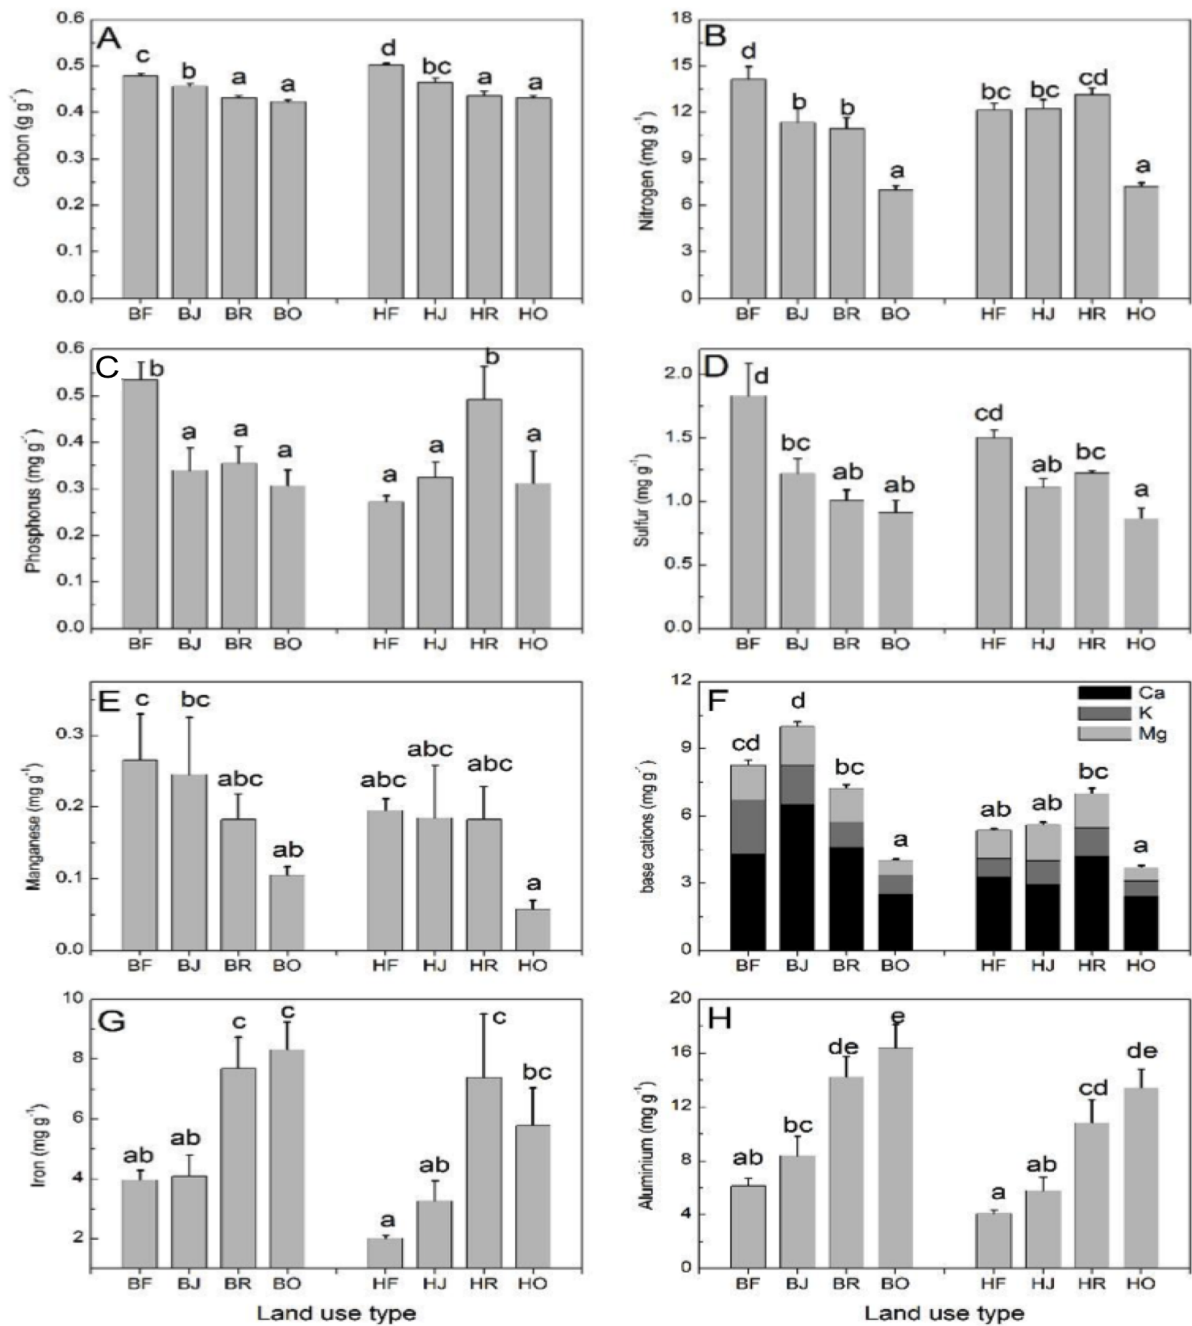 A
Carbon (g g⁻¹)
0.6
0.5
0.4
0.3
0.2
0.1
0.0
c b a a d bc a a
BF BJ BR BO HF HJ HR HO
B
Nitrogen (mg g⁻¹)
18
15
12
9
6
3
0
d b b a bc bc cd a
BF BJ BR BO HF HJ HR HO
C
Phosphorus (mg g⁻¹)
0.6
0.5
0.4
0.3
0.2
0.1
0.0
b a a a a a b a
BF BJ BR BO HF HJ HR HO
D
Sulfur (mg g⁻¹)
2.0
1.5
1.0
0.5
0.0
d bc ab ab cd ab bc a
BF BJ BR BO HF HJ HR HO
E
Manganese (mg g⁻¹)
0.3
0.2
0.1
0.0
c bc abc ab abc abc abc a
BF BJ BR BO HF HJ HR HO
F
Ca
K
Mg
base cations (mg g⁻¹)
12
9
6
3
0
cd d bc a ab ab bc a
BF BJ BR BO HF HJ HR HO
G
Iron (mg g⁻¹)
10
8
6
4
2
ab ab c c a ab c bc
BF BJ BR BO HF HJ HR HO
Land use type
H
Aluminium (mg g⁻¹)
20
16
12
8
4
0
ab bc de e a ab cd de
BF BJ BR BO HF HJ HR HO
Land use type